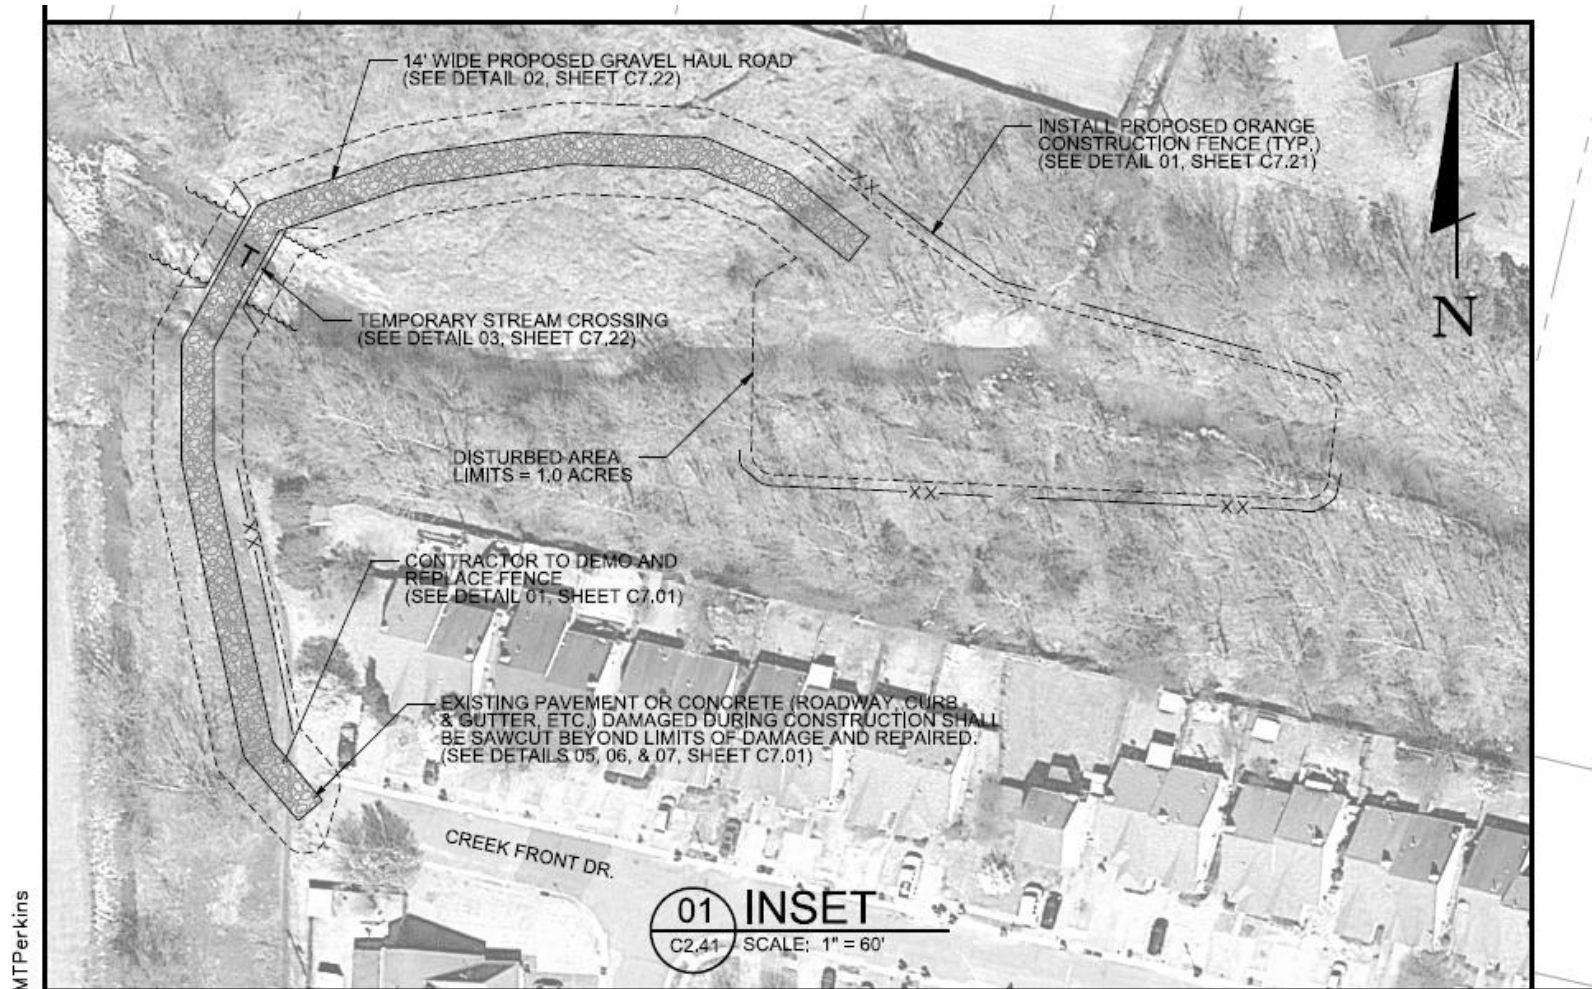 14' WIDE PROPOSED GRAVEL HAUL ROAD
(SEE DETAIL 02, SHEET C7.22)
INSTALL PROPOSED ORANGE
CONSTRUCTION FENCE (TYP.)
(SEE DETAIL 01, SHEET C7.21)
T
N
TEMPORARY STREAM CROSSING
(SEE DETAIL 03, SHEET C7.22)
DISTURBED AREA
LIMITS = 1.0 ACRES
CONTRACTOR TO DEMO AND
REPLACE FENCE
(SEE DETAIL 01, SHEET C7.01)
EXISTING PAVEMENT OR CONCRETE (ROADWAY, CURB
& GUTTER, ETC.) DAMAGED DURING CONSTRUCTION SHALL
BE SAWCUT BEYOND LIMITS OF DAMAGE AND REPAIRED.
(SEE DETAILS 05, 06, & 07, SHEET C7.01)
CREEK FRONT DR.
01 INSET
C2.41 SCALE: 1" = 60'
MTPerkins